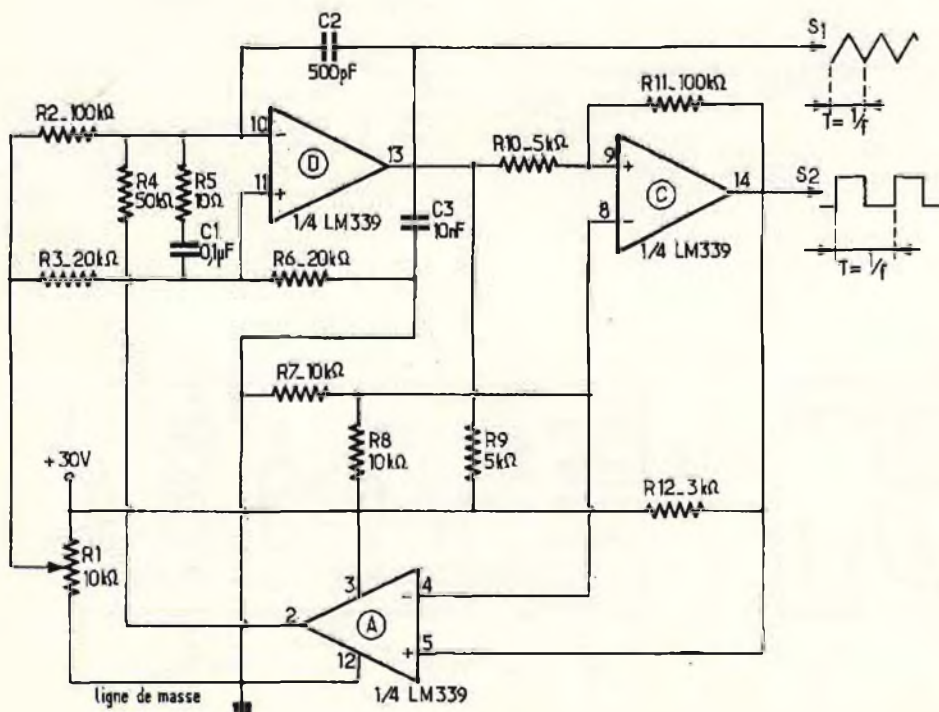 C2
500pF
S1
R2_100kΩ
R11_100kΩ
T= 1/f
10
-
D
13
R10_5kΩ
9
+
C
14
S2
R4
50kΩ
R5
10Ω
11
+
8
-
1/4 LM339
C3
10nF
1/4 LM339
C1
0,1µF
R3_20kΩ
R6_20kΩ
T= 1/f
R7_10kΩ
R8
10kΩ
R9
5kΩ
+30V
R12_3kΩ
R1
10kΩ
3
4
-
2
A
12
5
+
ligne de masse
1/4 LM339